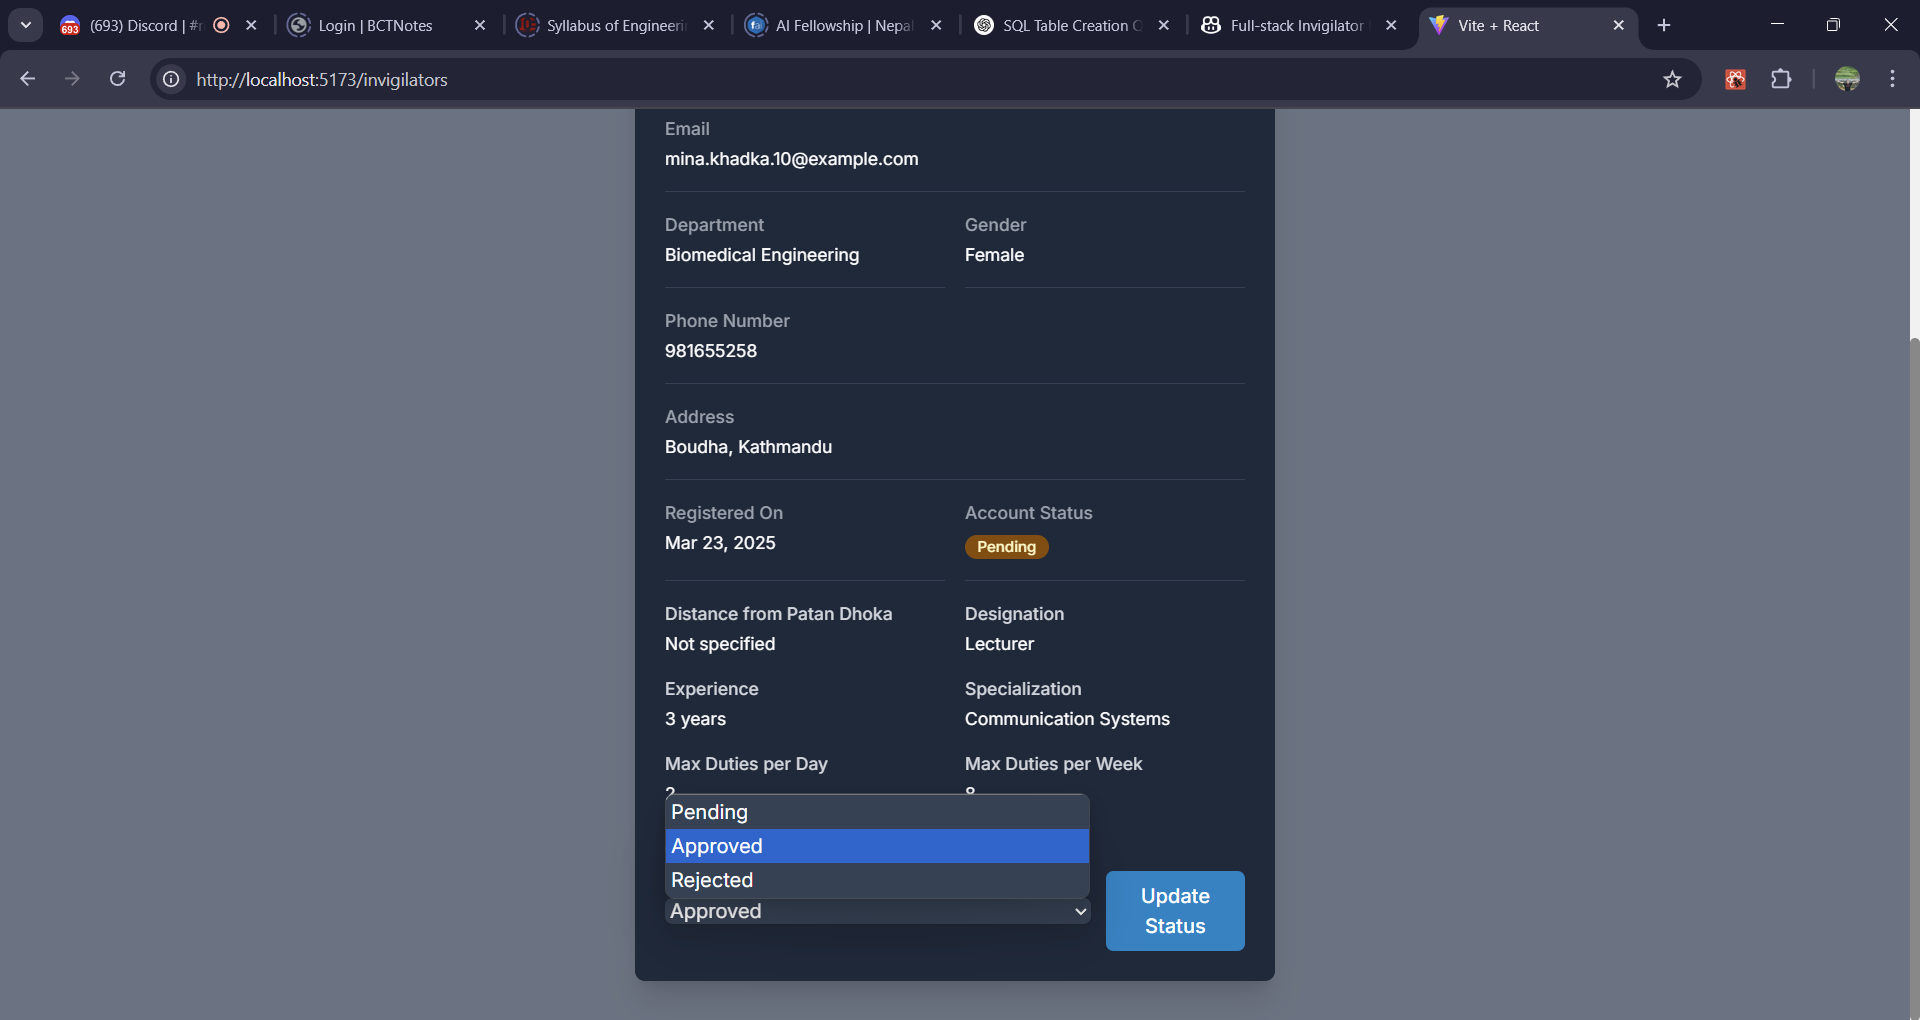 (693) Discord | #r
Login | BCTNotes
Syllabus of Engineeri
AI Fellowship | Nepal
SQL Table Creation Q
Full-stack Invigilator
Vite + React
http://localhost:5173/invigilators
Email
mina.khadka.10@example.com
Department
Gender
Biomedical Engineering
Female
Phone Number
981655258
Address
Boudha, Kathmandu
Registered On
Account Status
Mar 23, 2025
Pending
Distance from Patan Dhoka
Designation
Not specified
Lecturer
Experience
Specialization
3 years
Communication Systems
Max Duties per Day
Max Duties per Week
2
8
Pending
Approved
Rejected
Approved
Update
Status